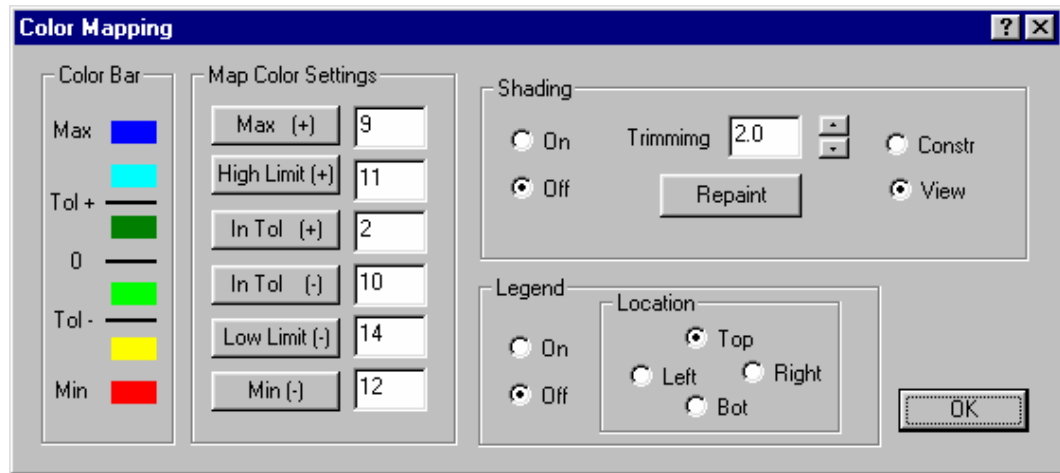 Color Mapping
Color Bar
Max
Tol +
0
Tol -
Min
Map Color Settings
Max (+) 9
High Limit (+) 11
In Tol (+) 2
In Tol (-) 10
Low Limit (-) 14
Min (-) 12
Shading
On
Off
Trimmimg 2.0
Repaint
Constr
View
Legend
On
Off
Location
Top
Left
Right
Bot
OK